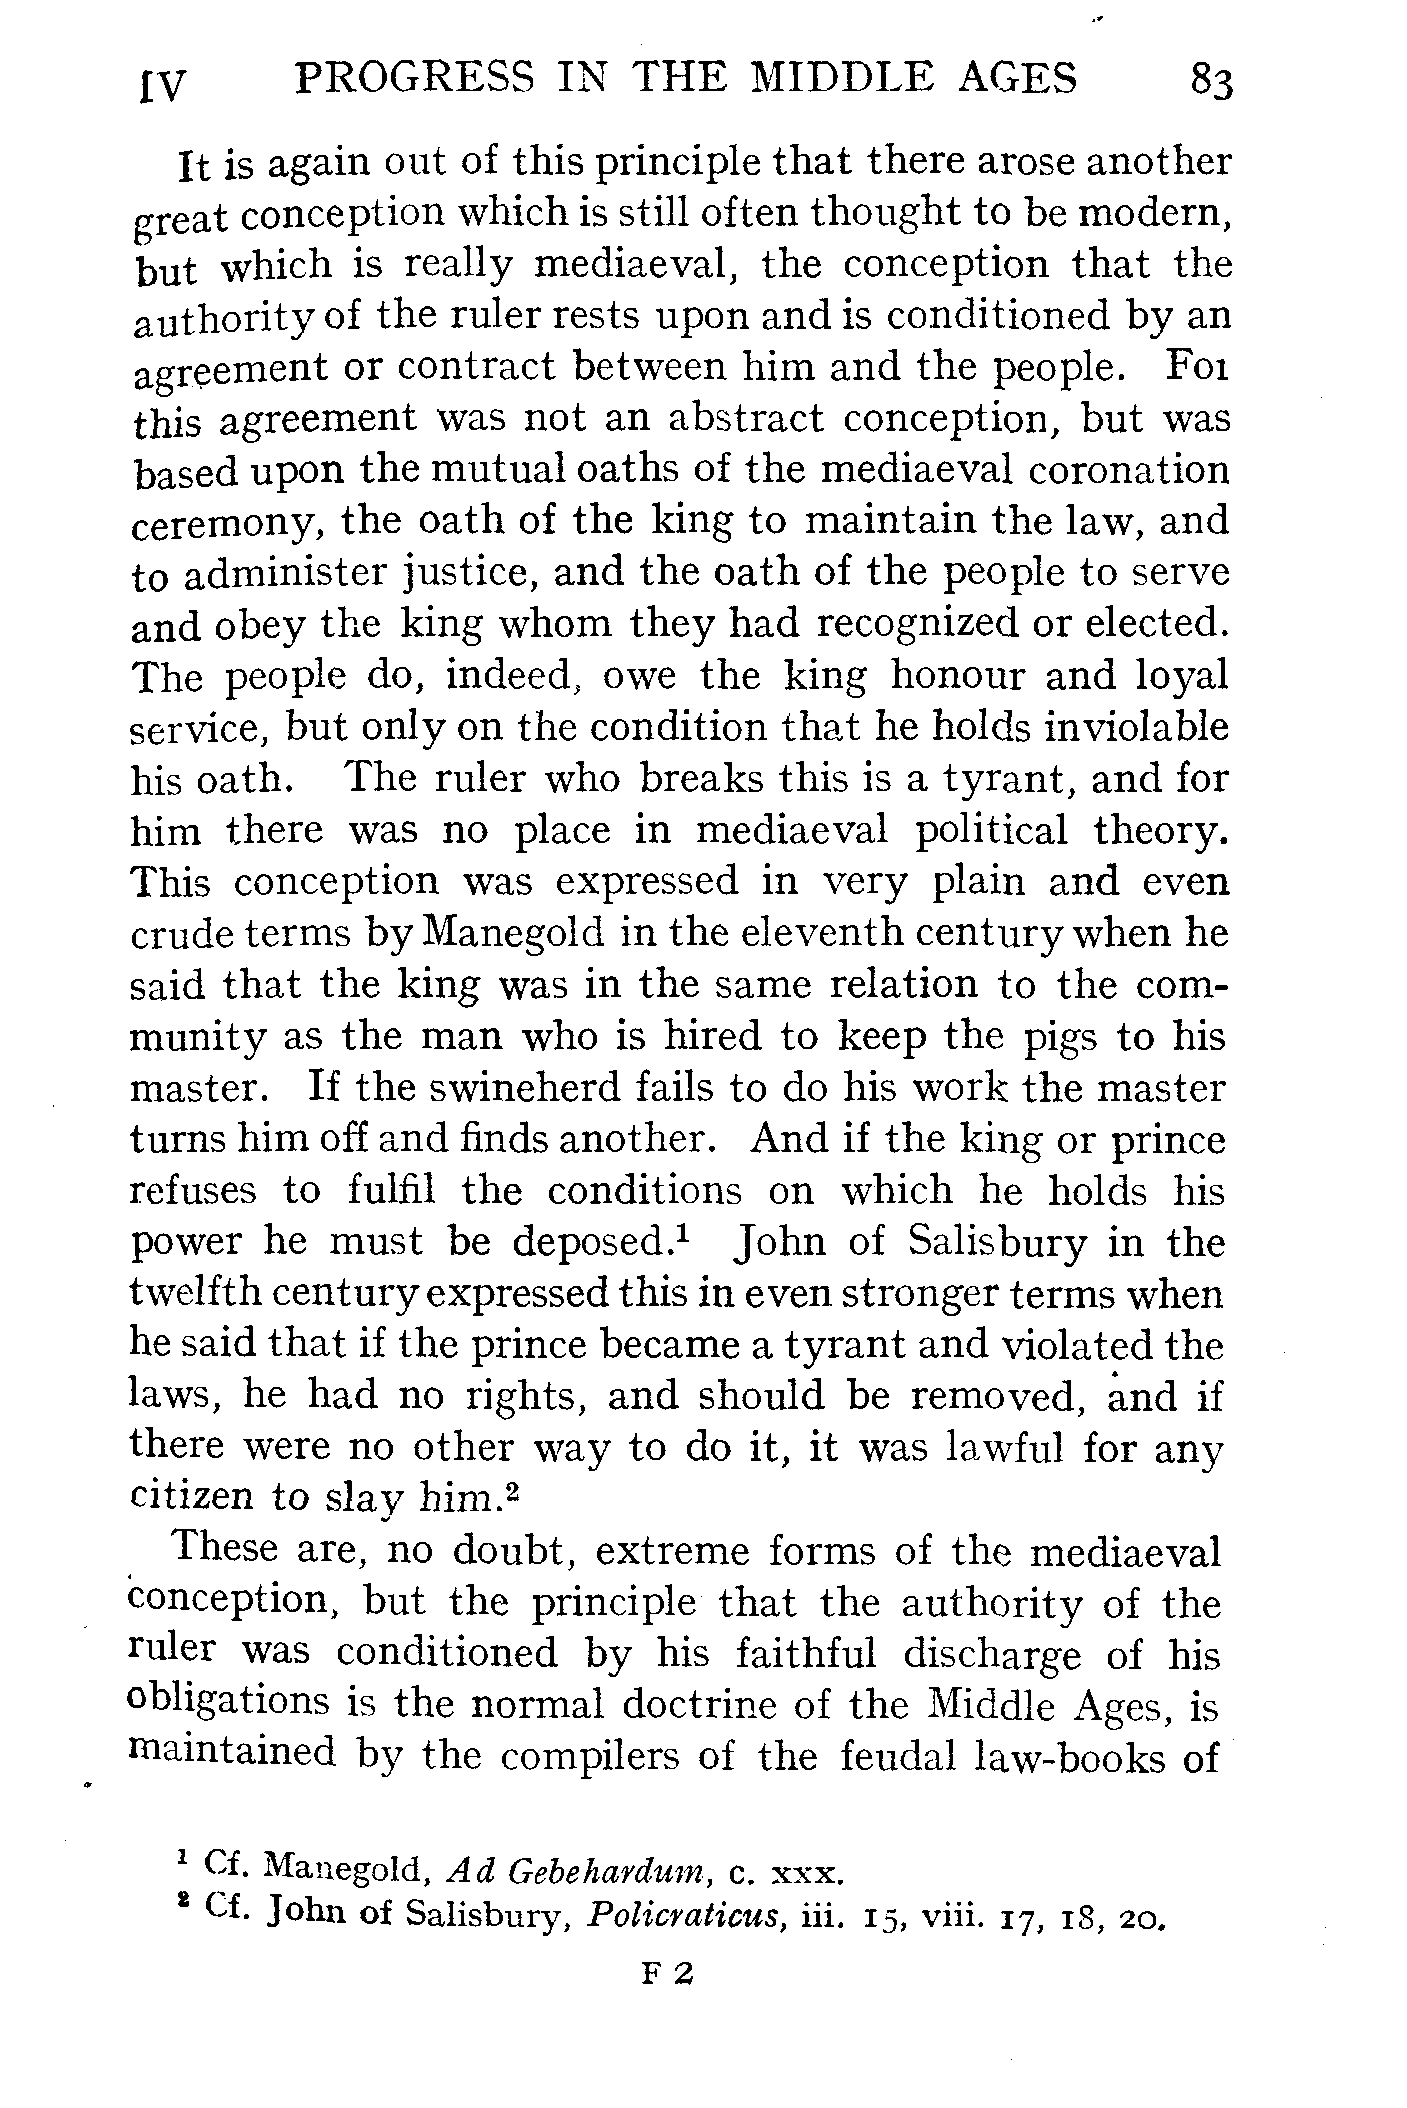 IV PROGRESS IN THE MIDDLE AGES 83
It is again out of this principle that there arose another
great conception which is still often thought to be modern,
but which is really mediaeval, the conception that the
authority of the ruler rests upon and is conditioned by an
agreement or contract between him and the people. For
this agreement was not an abstract conception, but was
based upon the mutual oaths of the mediaeval coronation
ceremony, the oath of the king to maintain the law, and
to administer justice, and the oath of the people to serve
and obey the king whom they had recognized or elected.
The people do, indeed, owe the king honour and loyal
service, but only on the condition that he holds inviolable
his oath. The ruler who breaks this is a tyrant, and for
him there was no place in mediaeval political theory.
This conception was expressed in very plain and even
crude terms by Manegold in the eleventh century when he
said that the king was in the same relation to the com-
munity as the man who is hired to keep the pigs to his
master. If the swineherd fails to do his work the master
turns him off and finds another. And if the king or prince
refuses to fulfil the conditions on which he holds his
power he must be deposed.¹ John of Salisbury in the
twelfth century expressed this in even stronger terms when
he said that if the prince became a tyrant and violated the
laws, he had no rights, and should be removed, and if
there were no other way to do it, it was lawful for any
citizen to slay him.²
These are, no doubt, extreme forms of the mediaeval
conception, but the principle that the authority of the
ruler was conditioned by his faithful discharge of his
obligations is the normal doctrine of the Middle Ages, is
maintained by the compilers of the feudal law-books of
¹ Cf. Manegold, Ad Gebehardum, c. xxx.
² Cf. John of Salisbury, Policraticus, iii. 15, viii. 17, 18, 20.
F 2